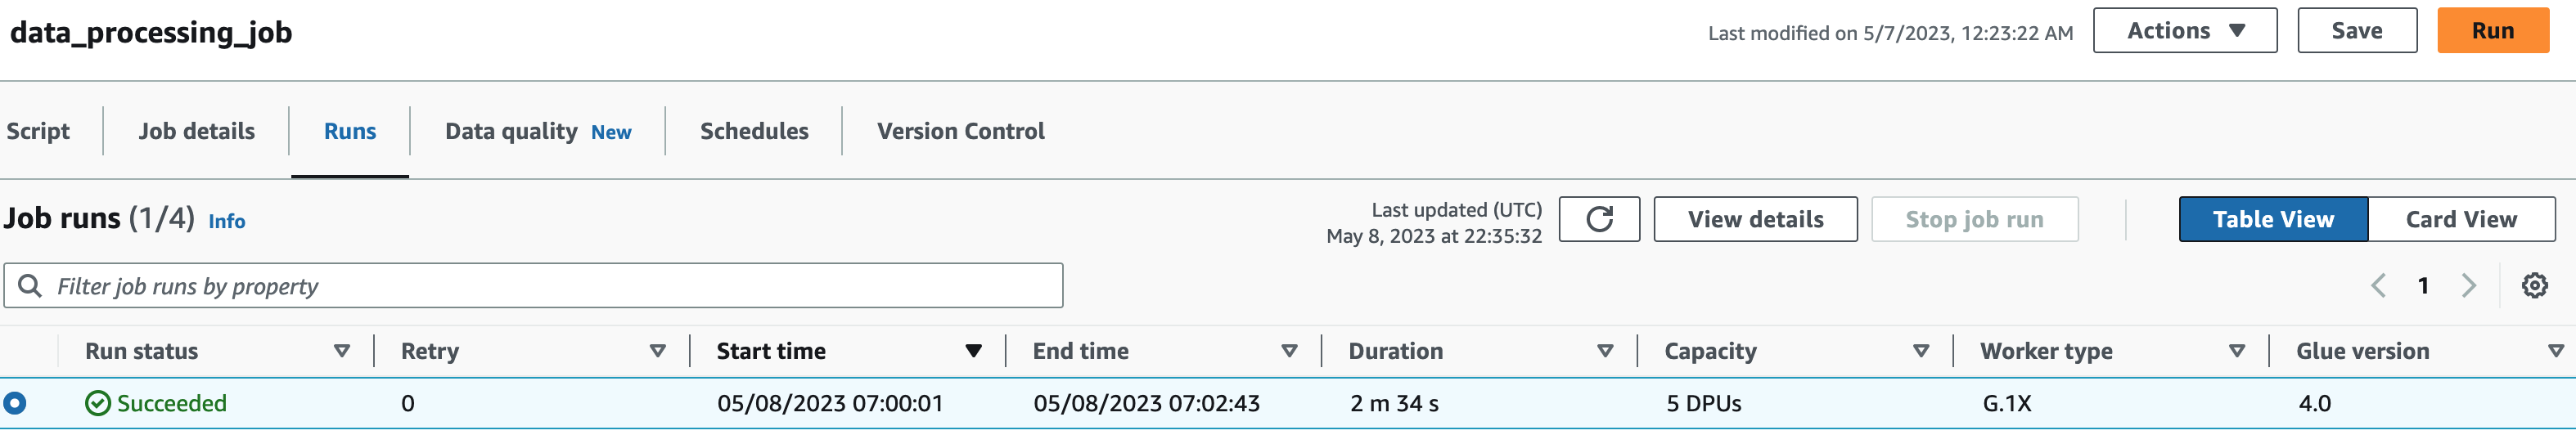 data_processing_job
Last modified on 5/7/2023, 12:23:22 AM
Actions
Save
Run
Script
Job details
Runs
Data quality New
Schedules
Version Control
Job runs (1/4) Info
Last updated (UTC)
May 8, 2023 at 22:35:32
View details
Stop job run
Table View
Card View
Filter job runs by property
1
Run status Retry Start time End time Duration Capacity Worker type Glue version
Succeeded 0 05/08/2023 07:00:01 05/08/2023 07:02:43 2 m 34 s 5 DPUs G.1X 4.0